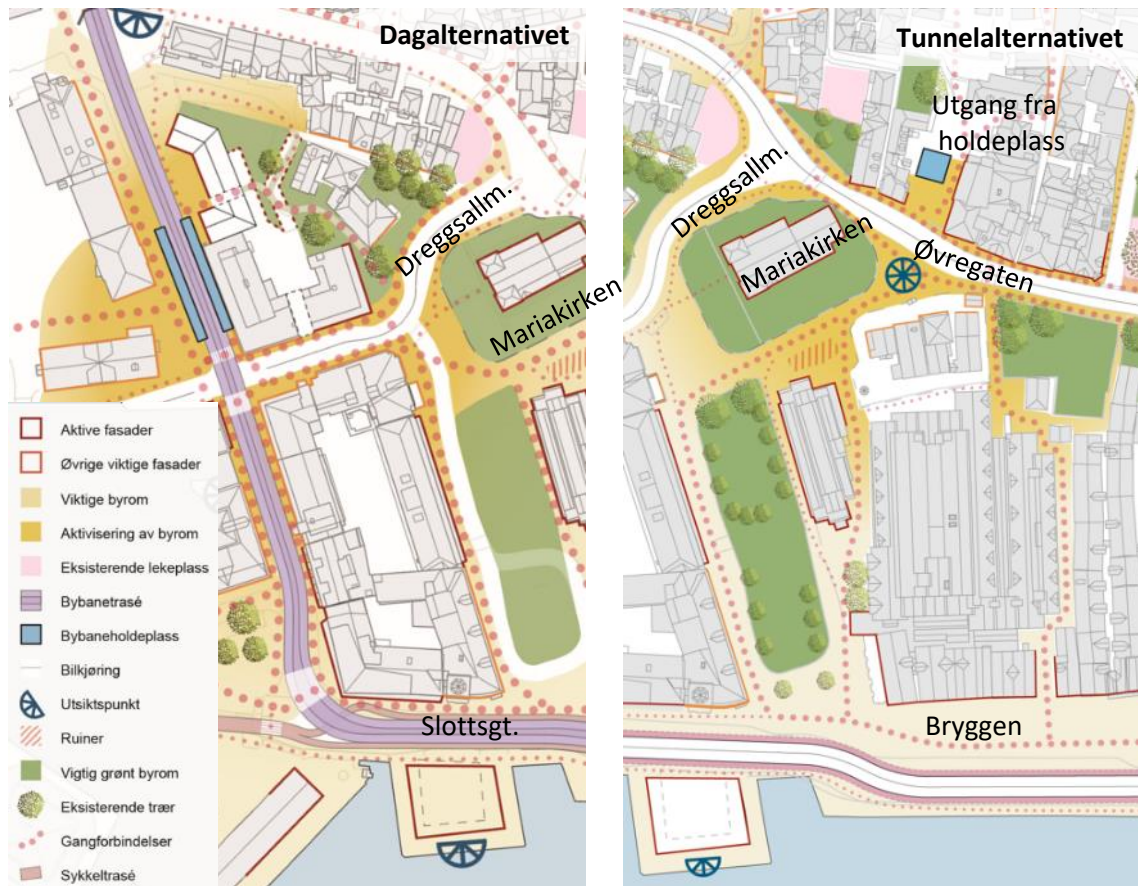 Dagalternativet
Dreggsallm.
Mariakirken
Slottsgt.
Aktive fasader
Øvrige viktige fasader
Viktige byrom
Aktivisering av byrom
Eksisterende lekeplass
Bybanetrasé
Bybaneholdeplass
Bilkjøring
Utsiktspunkt
Ruiner
Vigtig grønt byrom
Eksisterende trær
Gangforbindelser
Sykkeltrasé
Tunnelalternativet
Utgang fra
holdeplass
Dreggsallm.
Mariakirken
Øvregaten
Bryggen